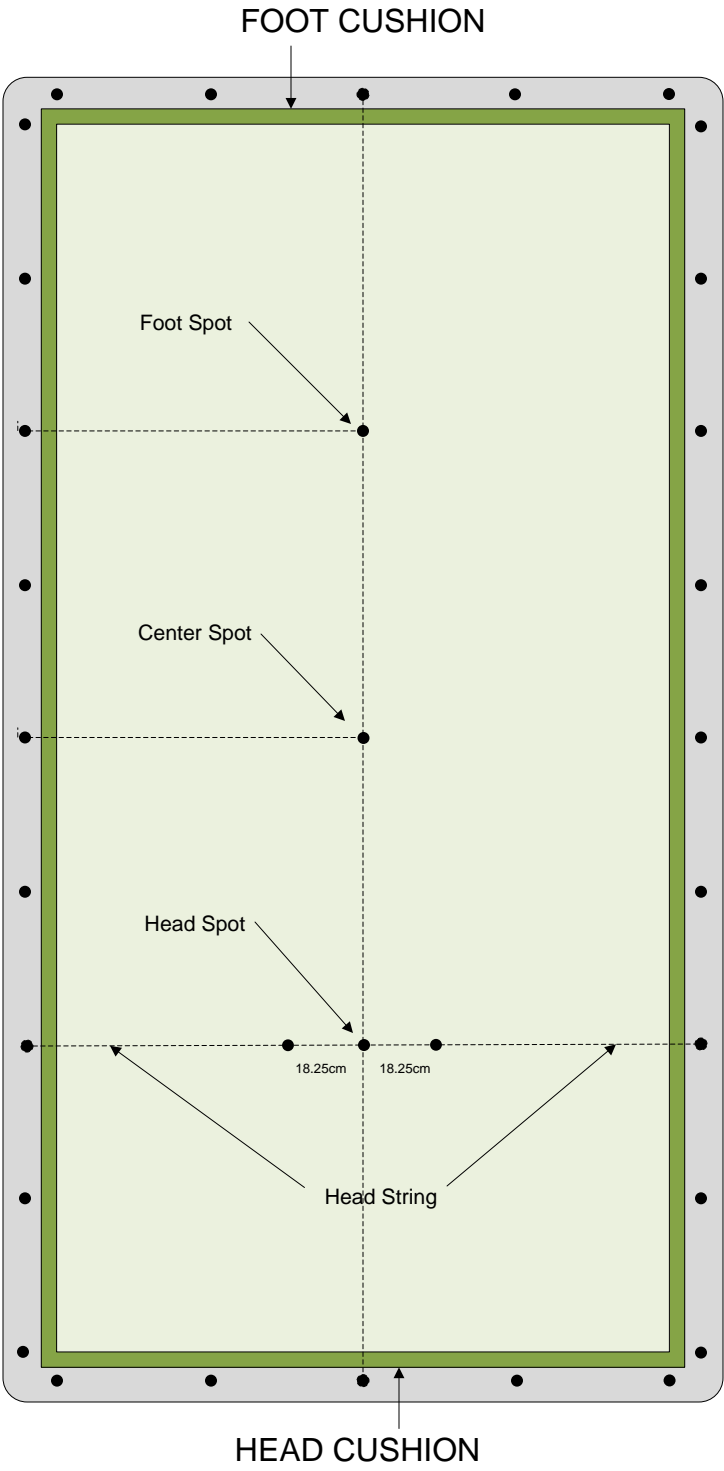 FOOT CUSHION
Foot Spot
Center Spot
Head Spot
18.25cm 18.25cm
Head String
HEAD CUSHION